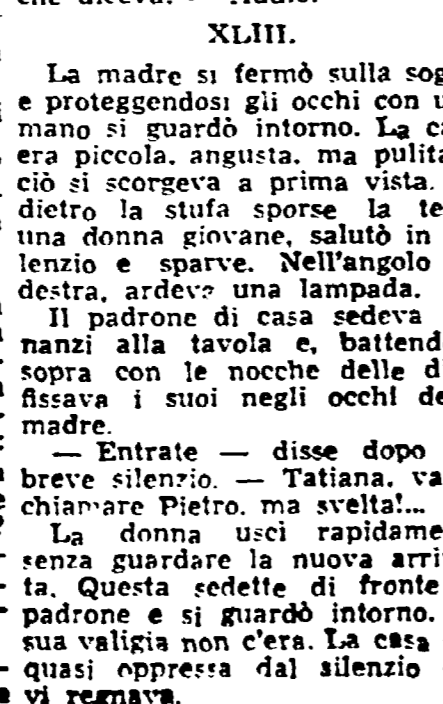 che diceva.
XLIII.
La madre si fermò sulla sog
e proteggendosi gli occhi con u
mano si guardò intorno. La c
era piccola, angusta, ma pulita
ciò si scorgeva a prima vista.
dietro la stufa sporse la te
una donna giovane, salutò in
lenzio e sparve. Nell'angolo
destra, ardeva una lampada.
Il padrone di casa sedeva
nanzi alla tavola e, battend
sopra con le nocche delle d
fissava i suoi negli occhi de
madre.
— Entrate — disse dopo
breve silenzio. — Tatiana, va
chiamare Pietro, ma svelta!...
La donna uscì rapidame
senza guardare la nuova arri
ta. Questa sedette di fronte
padrone e si guardò intorno.
sua valigia non c'era. La casa
quasi oppressa dal silenzio
vi regnava.